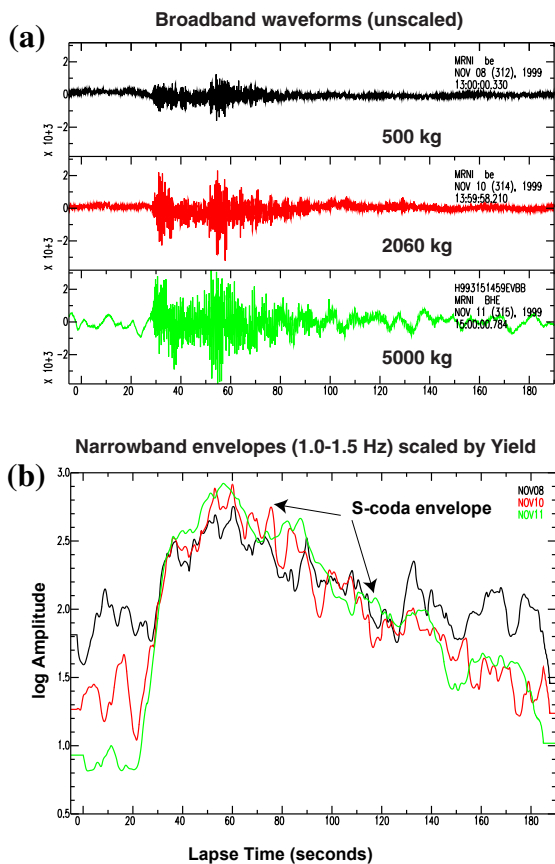 Broadband waveforms (unscaled)
(a)
2
0
-2
X 10+3
MRNI be
NOV 08 (312), 1999
13:00:00.330
500 kg
2
0
-2
X 10+3
MRNI be
NOV 10 (314), 1999
13:59:58.210
2060 kg
2
0
-2
X 10+3
H993151459EVBB
MRNI BHE
NOV 11 (315), 1999
15:00:00.784
5000 kg
0 20 40 60 80 100 120 140 160 180
Narrowband envelopes (1.0-1.5 Hz) scaled by Yield
(b)
3.0
2.5
2.0
1.5
1.0
0.5
log Amplitude
S-coda envelope
NOV08
NOV10
NOV11
0 20 40 60 80 100 120 140 160 180
Lapse Time (seconds)